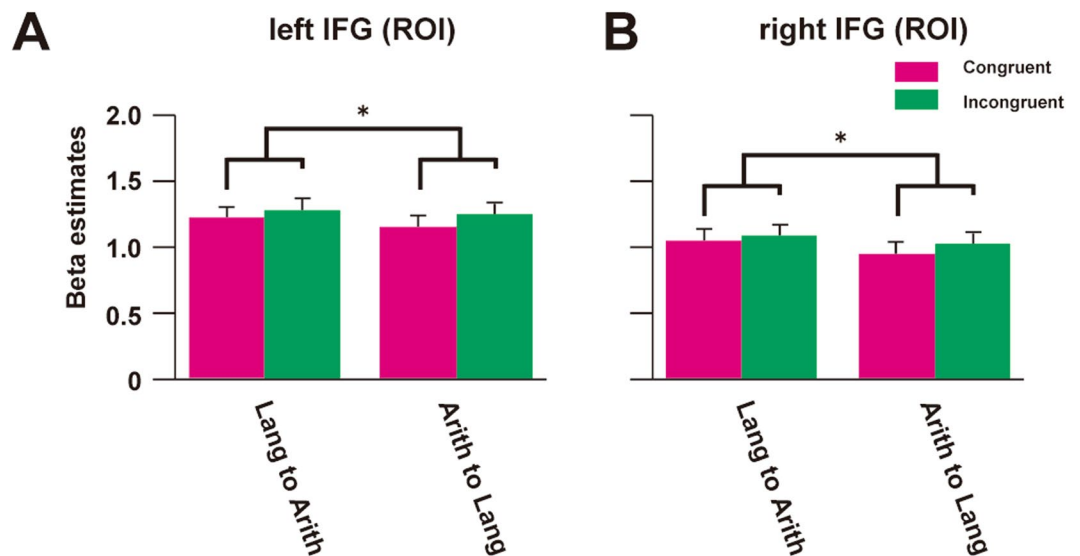 A
left IFG (ROI)
B
right IFG (ROI)
Congruent
Incongruent
*
*
2.0
1.5
1.0
0.5
0
Beta estimates
Lang to Arith
Arith to Lang
Lang to Arith
Arith to Lang